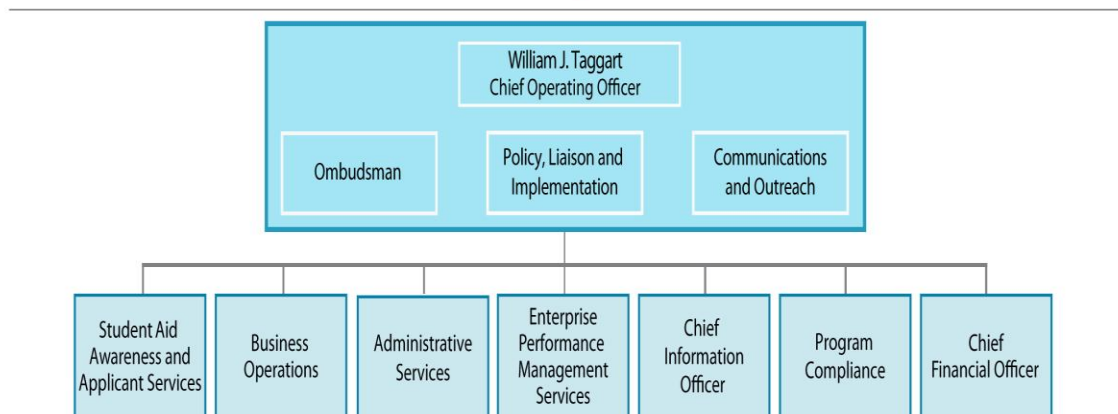 William J. Taggart
Chief Operating Officer
Ombudsman
Policy, Liaison and
Implementation
Communications
and Outreach
Student Aid
Awareness and
Applicant Services
Business
Operations
Administrative
Services
Enterprise
Performance
Management
Services
Chief
Information
Officer
Program
Compliance
Chief
Financial Officer